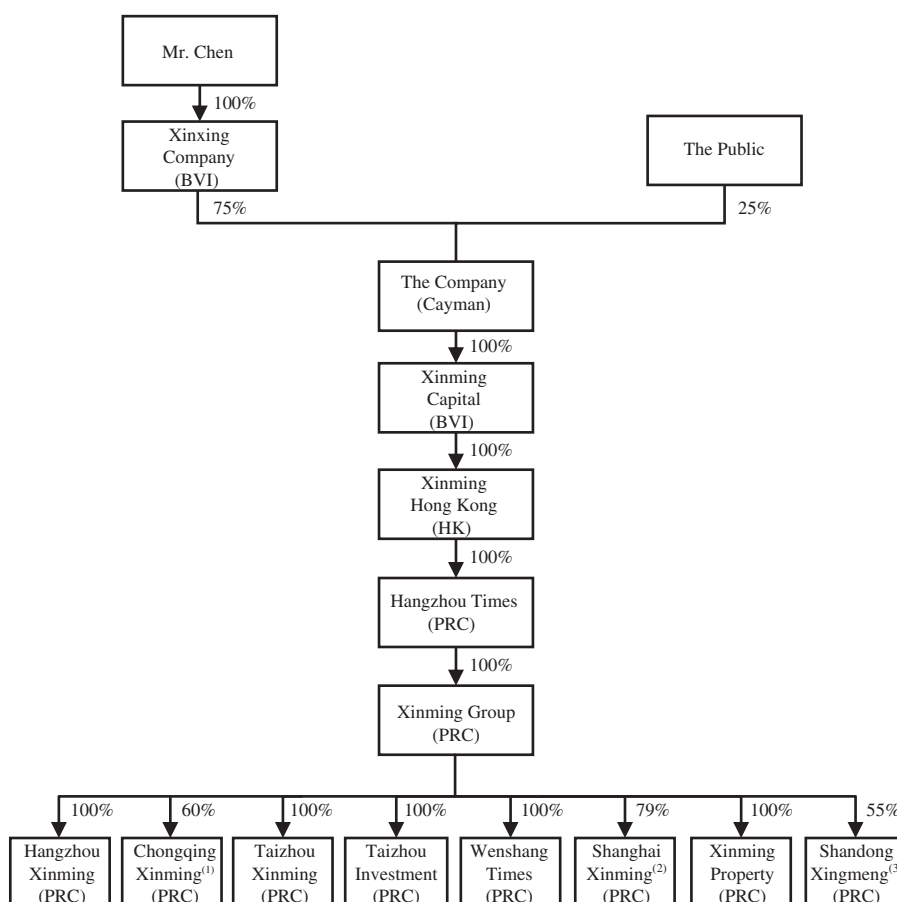 Mr. Chen
100%
Xinxing
Company
(BVI)
The Public
75%
25%
The Company
(Cayman)
100%
Xinming
Capital
(BVI)
100%
Xinming
Hong Kong
(HK)
100%
Hangzhou Times
(PRC)
100%
Xinming Group
(PRC)
100%
60%
100%
100%
100%
79%
100%
55%
Hangzhou
Xinming
(PRC)
Chongqing
Xinming(1)
(PRC)
Taizhou
Xinming
(PRC)
Taizhou
Investment
(PRC)
Wenshang
Times
(PRC)
Shanghai
Xinming(2)
(PRC)
Xinming
Property
(PRC)
Shandong
Xingmeng(3)
(PRC)